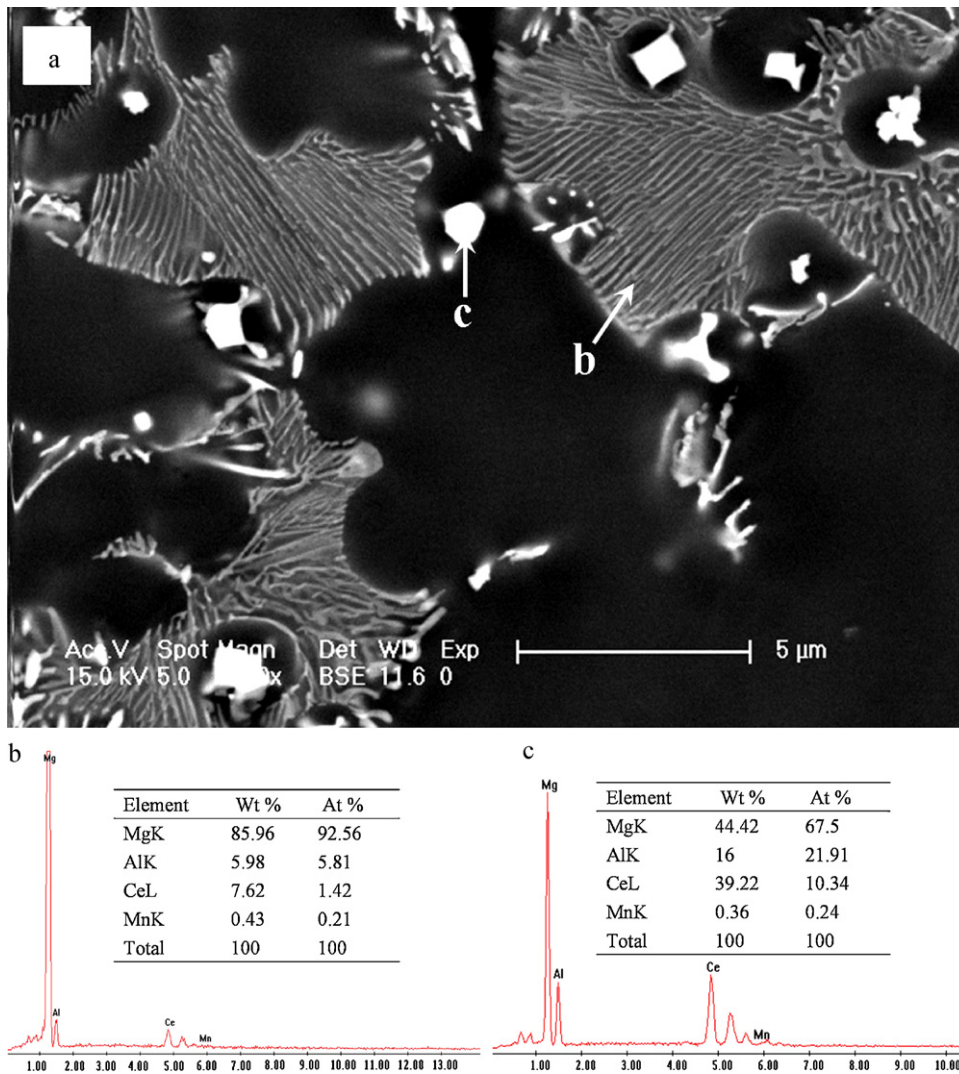 a
c
b
Acc.V Spot Magn Det WD Exp
15.0 kV 5.0 0x BSE 11.6 0
5 µm
b
Mg
Element Wt % At %
MgK 85.96 92.56
AlK 5.98 5.81
CeL 7.62 1.42
MnK 0.43 0.21
Total 100 100
Al
Ce
Mn
1.00 2.00 3.00 4.00 5.00 6.00 7.00 8.00 9.00 10.00 11.00 12.00 13.00
c
Mg
Element Wt % At %
MgK 44.42 67.5
AlK 16 21.91
CeL 39.22 10.34
MnK 0.36 0.24
Total 100 100
Al
Ce
Mn
1.00 2.00 3.00 4.00 5.00 6.00 7.00 8.00 9.00 10.00